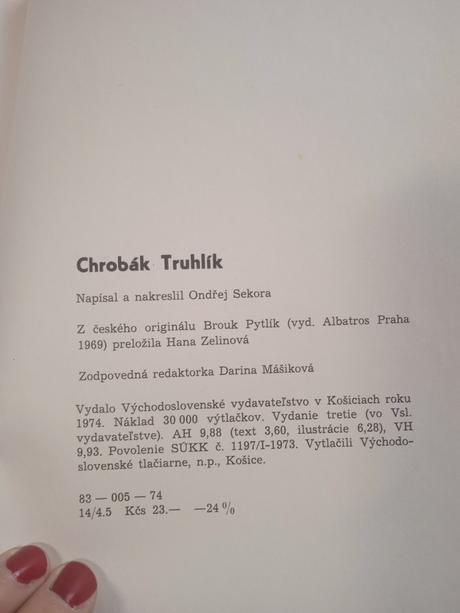 Chrobák Truhlík
Napísal a nakreslil Ondřej Sekora
Z českého originálu Brouk Pytlík (vyd. Albatros Praha
1969) preložila Hana Zelinová
Zodpovedná redaktorka Darina Mášiková
Vydalo Východoslovenské vydavateľstvo v Košiciach roku
1974. Náklad 30 000 výtlačkov. Vydanie tretie (vo Vsl.
vydavateľstve). AH 9,88 (text 3,60, ilustrácie 6,28), VH
9,93. Povolenie SÚKK č. 1197/I-1973. Vytlačili Východo-
slovenské tlačiarne, n.p., Košice.
83 — 005 — 74
14/4.5 Kčs 23.— —24 %